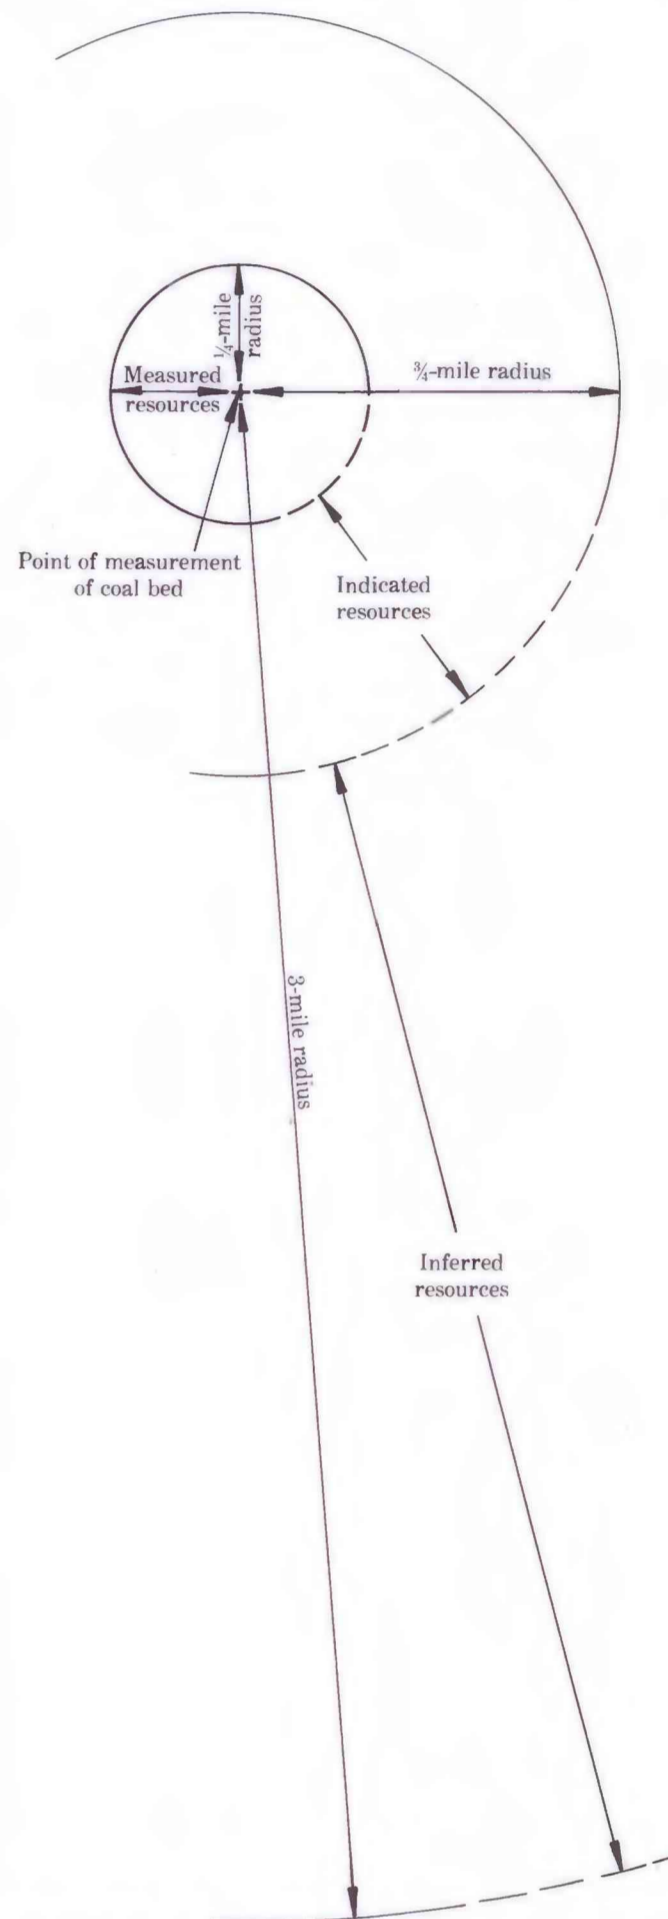 ¼-mile
radius
Measured
resources
¾-mile radius
Point of measurement
of coal bed
Indicated
resources
3-mile radius
Inferred
resources